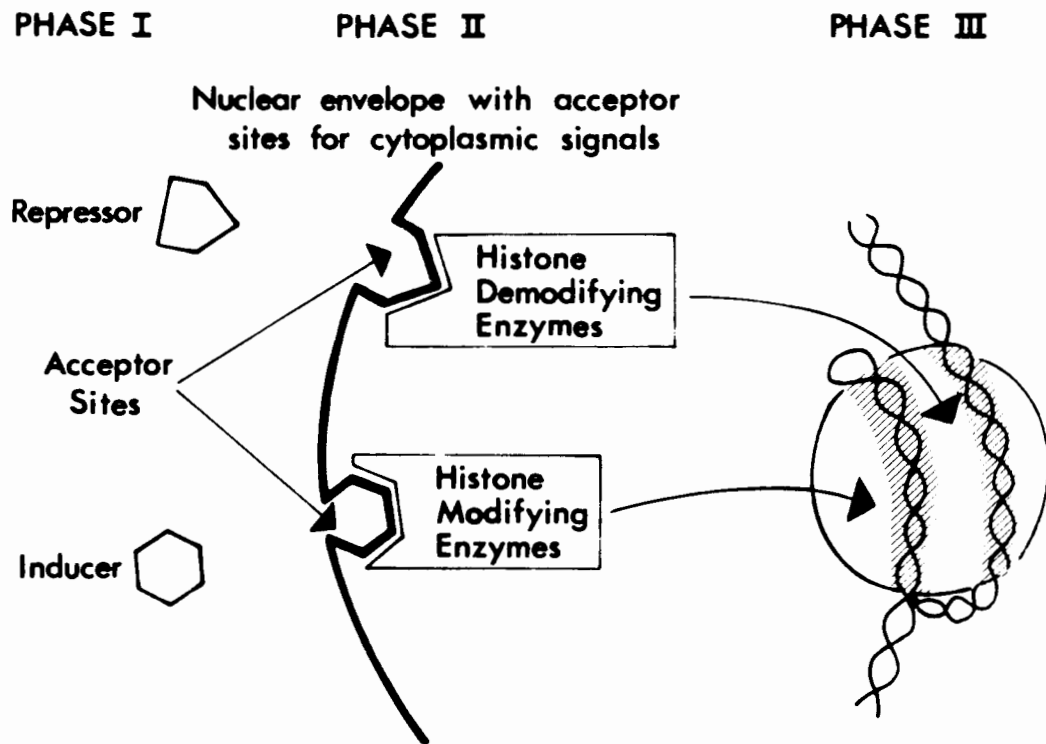 PHASE I
PHASE II
PHASE III
Nuclear envelope with acceptor
sites for cytoplasmic signals
Repressor
Histone
Demodifying
Enzymes
Acceptor
Sites
Histone
Modifying
Enzymes
Inducer